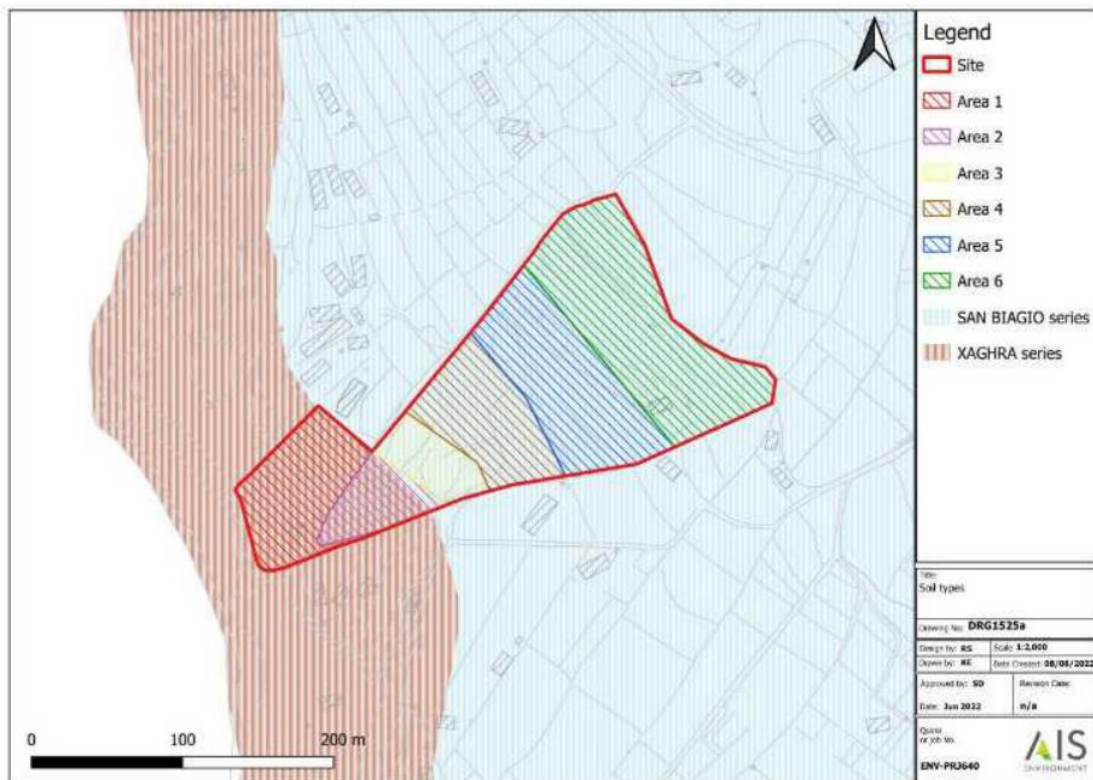 Legend
Site
Area 1
Area 2
Area 3
Area 4
Area 5
Area 6
SAN BIAGIO series
XAGHRA series
0 100 200 m
Title:
Soil types
Drawing No: DRG1525a
Design by: RS Scale 1:2,000
Drawn by: KE Date Created: 08/08/2022
Approved by: SD Revision Date:
Date: Jun 2022 n/a
Quote
or job No.
ENV-PRJ640
AIS
ENVIRONMENT